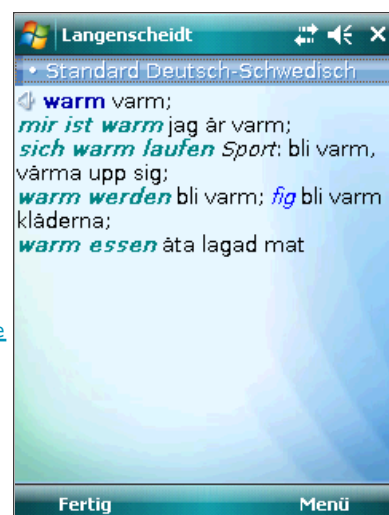 Langenscheidt
• Standard Deutsch-Schwedisch
warm varm;
mir ist warm jag är varm;
sich warm laufen Sport: bli varm,
värma upp sig;
warm werden bli varm; fig bli varm
kläderna;
warm essen äta lagad mat
e
Fertig Menü